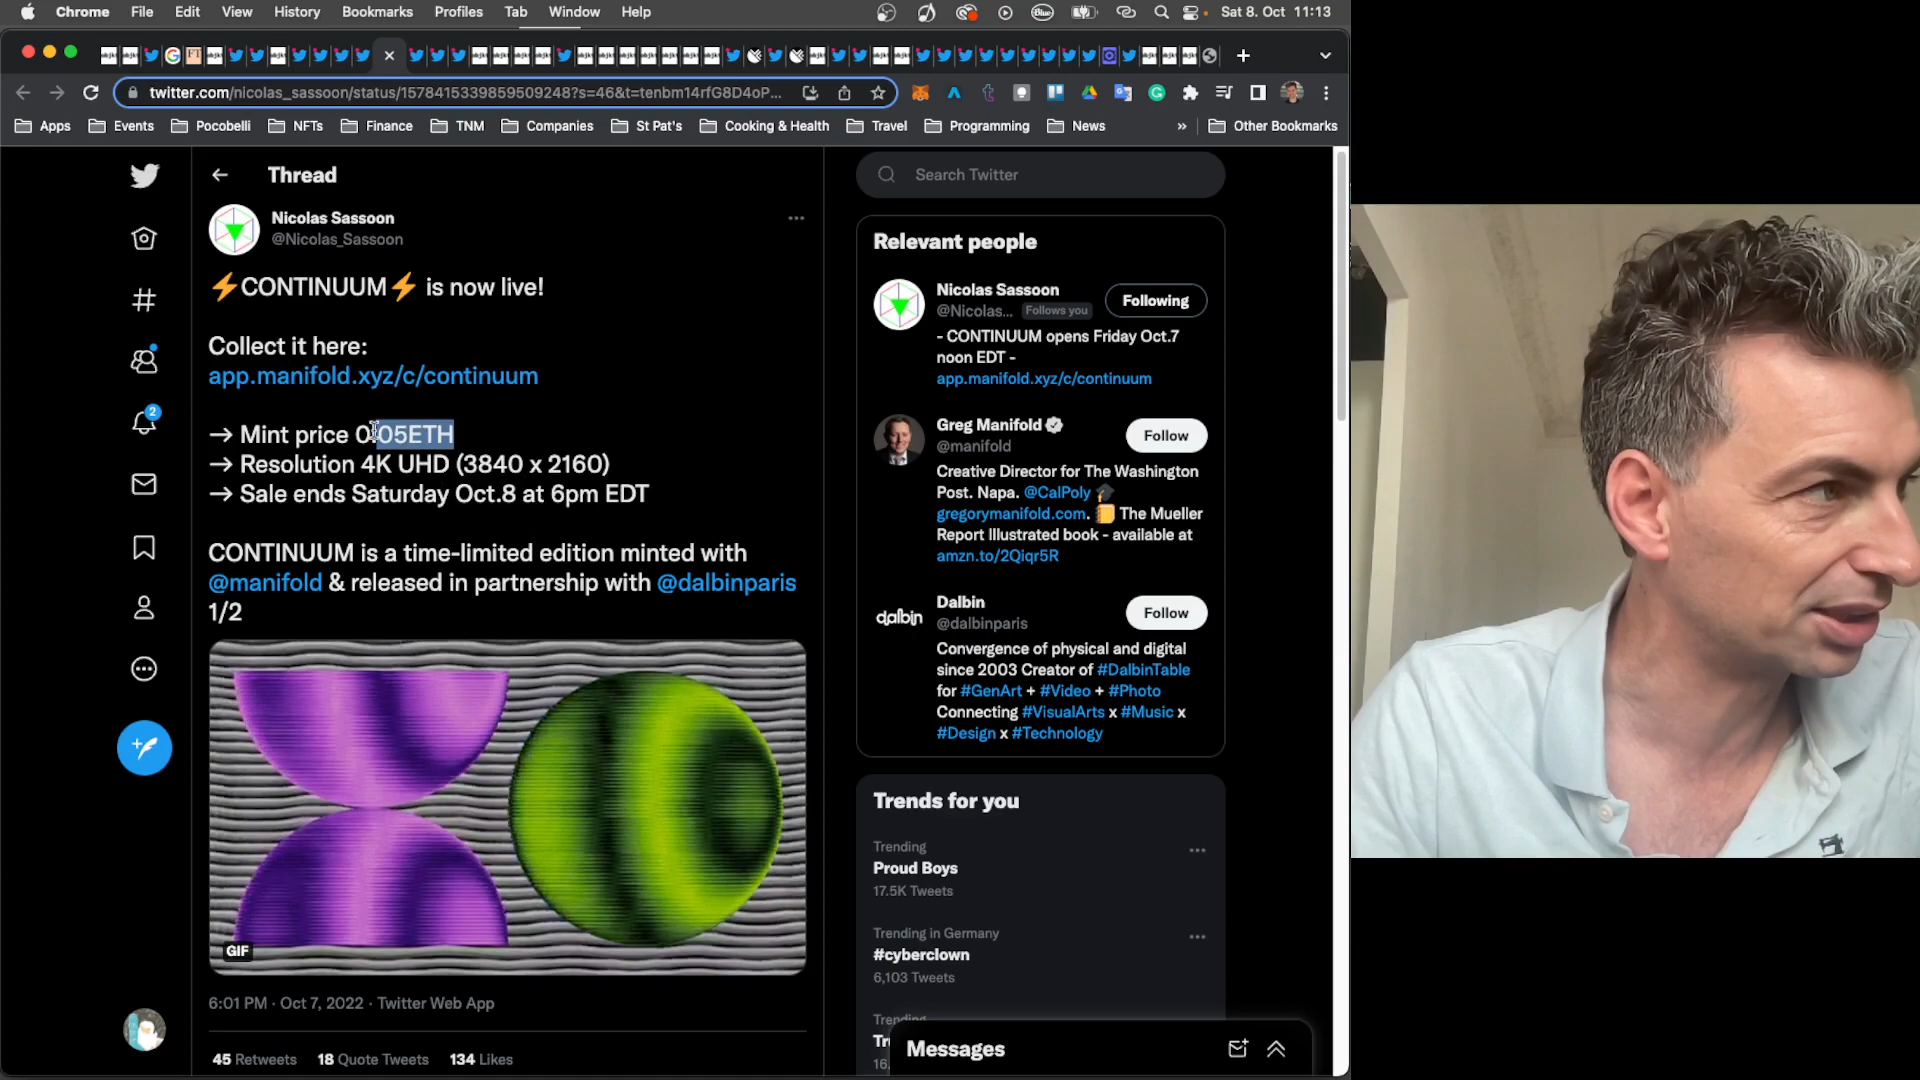 Chrome File Edit View History Bookmarks Profiles Tab Window Help
Blue
Sat 8. Oct 11:13
twitter.com/nicolas_sassoon/status/1578415339859509248?s=46&t=tenbm14rfG8D4oP...
Apps Events Pocobelli NFTs Finance TNM Companies St Pat's Cooking & Health Travel Programming News » Other Bookmarks
Thread
Nicolas Sassoon
@Nicolas_Sassoon
⚡CONTINUUM⚡ is now live!
Collect it here:
app.manifold.xyz/c/continuum
→ Mint price 0.05ETH
→ Resolution 4K UHD (3840 x 2160)
→ Sale ends Saturday Oct.8 at 6pm EDT
CONTINUUM is a time-limited edition minted with
@manifold & released in partnership with @dalbinparis
1/2
GIF
6:01 PM · Oct 7, 2022 · Twitter Web App
45 Retweets 18 Quote Tweets 134 Likes
2
Search Twitter
Relevant people
Nicolas Sassoon
@Nicolas... Follows you
Following
- CONTINUUM opens Friday Oct.7
noon EDT -
app.manifold.xyz/c/continuum
Greg Manifold
@manifold
Follow
Creative Director for The Washington
Post. Napa. @CalPoly 🎓
gregorymanifold.com. 📒 The Mueller
Report Illustrated book - available at
amzn.to/2Qiqr5R
dalbin
Dalbin
@dalbinparis
Follow
Convergence of physical and digital
since 2003 Creator of #DalbinTable
for #GenArt + #Video + #Photo
Connecting #VisualArts x #Music x
#Design x #Technology
Trends for you
Trending
Proud Boys
17.5K Tweets
Trending in Germany
#cyberclown
6,103 Tweets
Trending
Messages